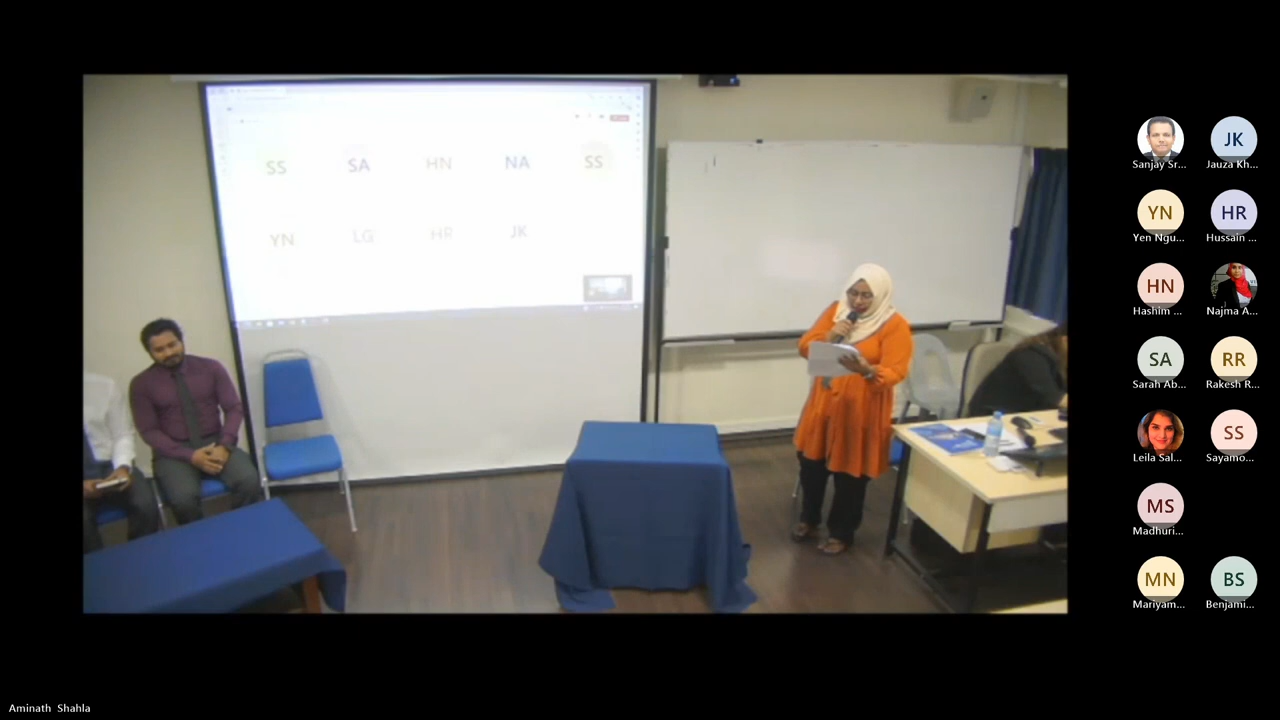 SS SA HN NA SS
YN LG HR JK
JK
Sanjay Sr... Jauza Kh...
YN HR
Yen Ngu... Hussain ...
HN
Hashim ... Najma A...
SA RR
Sarah Ab... Rakesh R...
SS
Leila Sal... Sayamo...
MS
Madhuri...
MN BS
Mariyam... Benjami...
Aminath Shahla